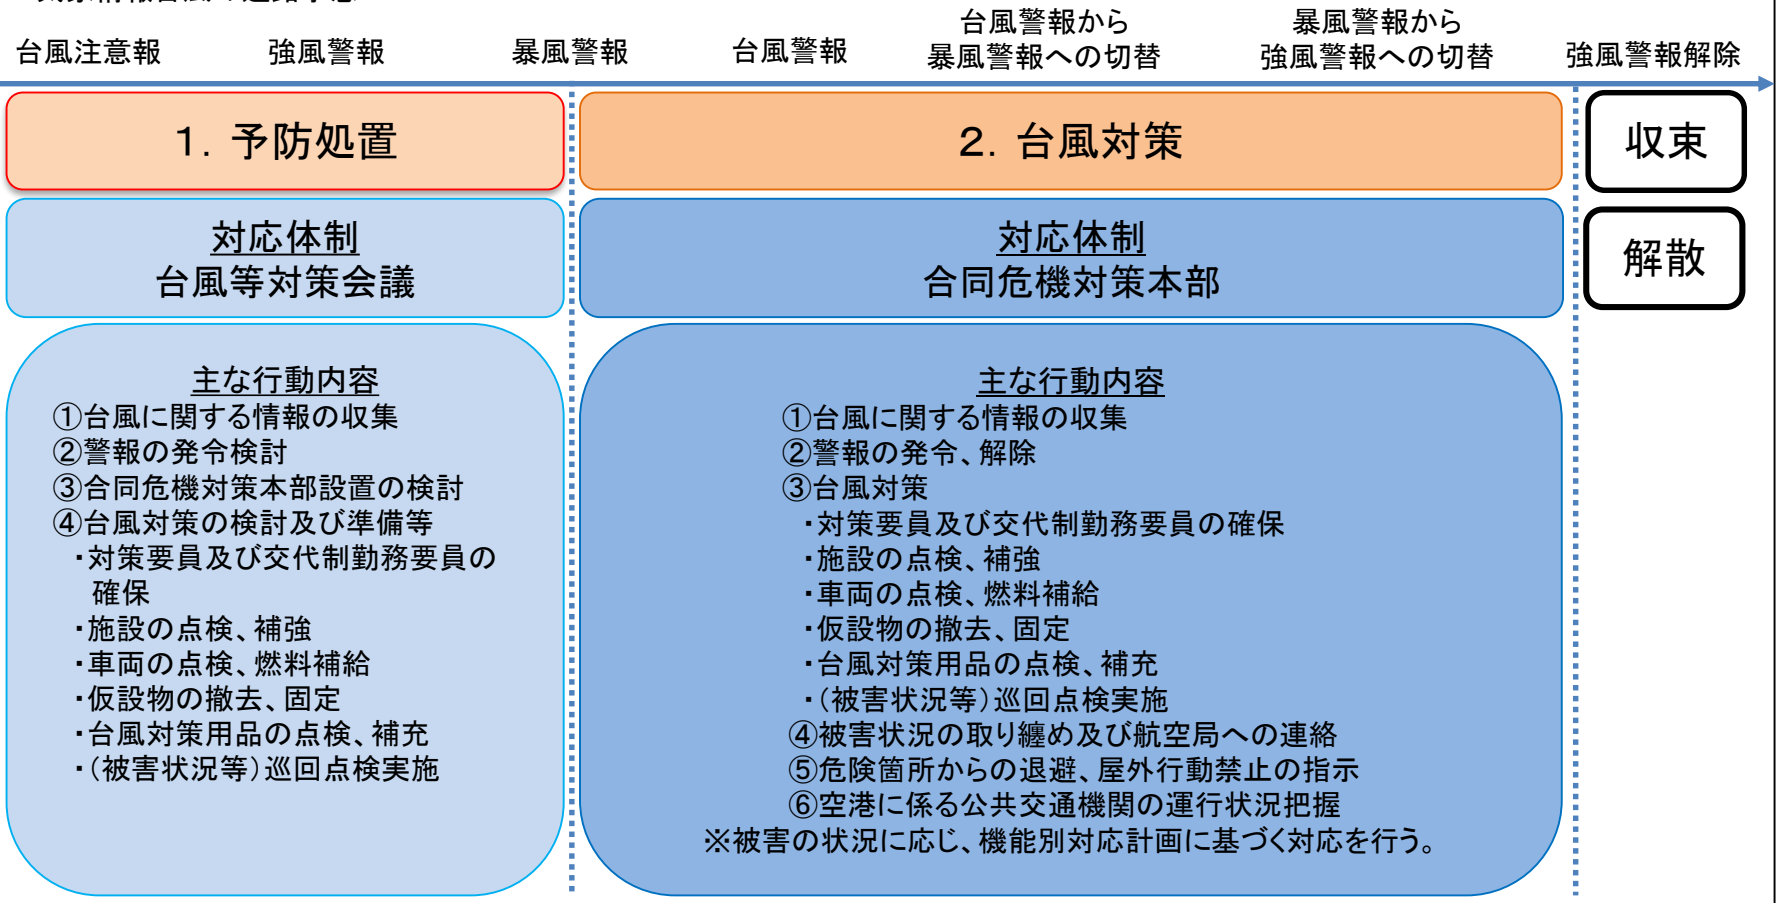 台風注意報
強風警報
暴風警報
台風警報
台風警報から
暴風警報への切替
暴風警報から
強風警報への切替
強風警報解除
１．予防処置
２．台風対策
収束
対応体制
台風等対策会議
対応体制
合同危機対策本部
解散
主な行動内容
①台風に関する情報の収集
②警報の発令検討
③合同危機対策本部設置の検討
④台風対策の検討及び準備等
・対策要員及び交代制勤務要員の
確保
・施設の点検、補強
・車両の点検、燃料補給
・仮設物の撤去、固定
・台風対策用品の点検、補充
・（被害状況等）巡回点検実施
主な行動内容
①台風に関する情報の収集
②警報の発令、解除
③台風対策
・対策要員及び交代制勤務要員の確保
・施設の点検、補強
・車両の点検、燃料補給
・仮設物の撤去、固定
・台風対策用品の点検、補充
・（被害状況等）巡回点検実施
④被害状況の取り纏め及び航空局への連絡
⑤危険箇所からの退避、屋外行動禁止の指示
⑥空港に係る公共交通機関の運行状況把握
※被害の状況に応じ、機能別対応計画に基づく対応を行う。